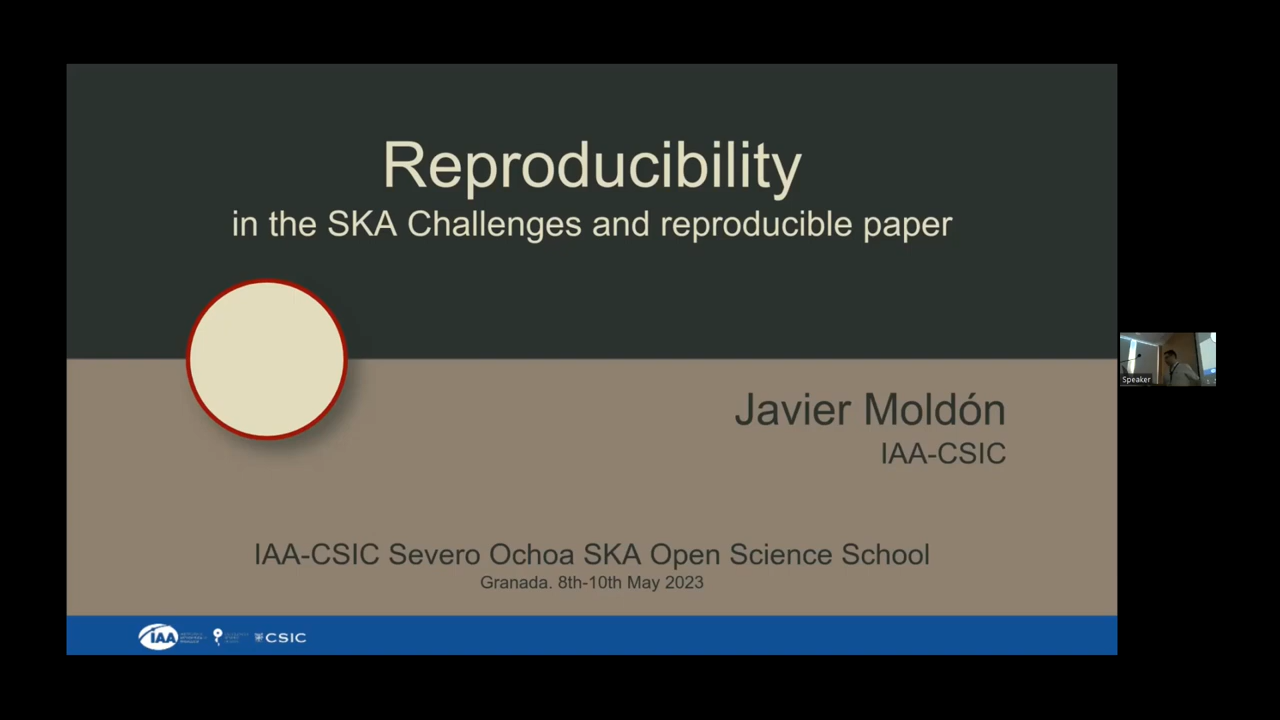 Reproducibility
in the SKA Challenges and reproducible paper
Javier Moldón
IAA-CSIC
IAA-CSIC Severo Ochoa SKA Open Science School
Granada. 8th-10th May 2023
IAA
CSIC
Speaker